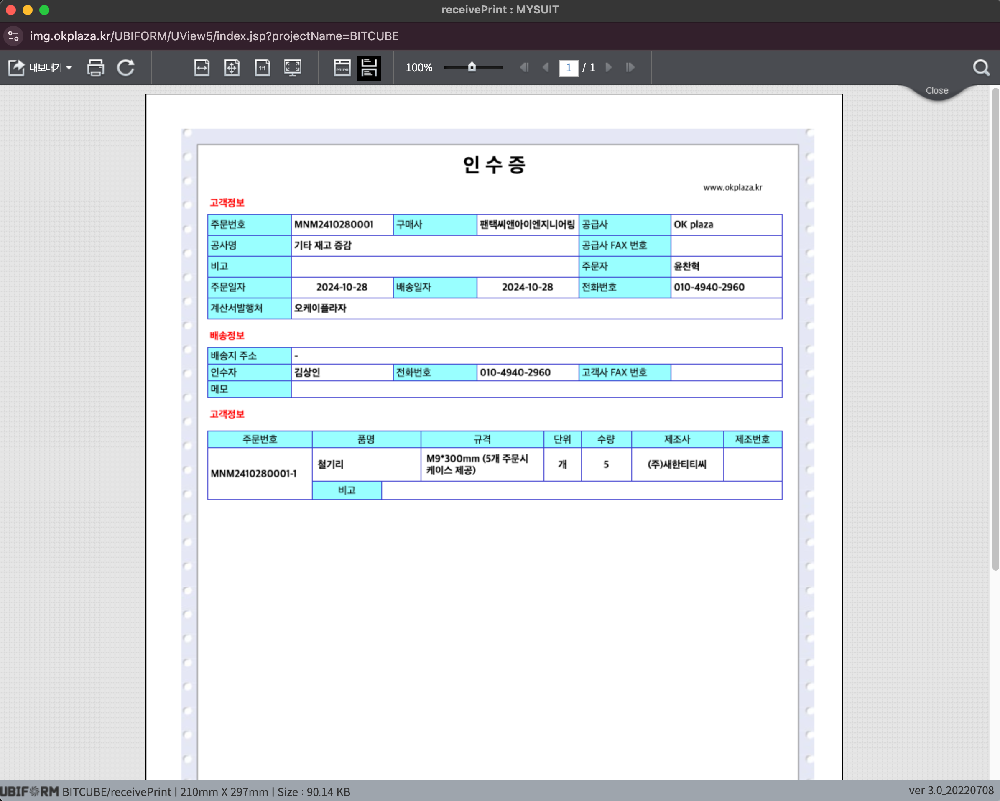 receivePrint : MYSUIT
img.okplaza.kr/UBIFORM/UView5/index.jsp?projectName=BITCUBE
내보내기 1:1 MINI 100% 1 / 1
Close
인 수 증
www.okplaza.kr
고객정보
주문번호 MNM2410280001 구매사 팬택씨앤아이엔지니어링 공급사 OK plaza
공사명 기타 재고 증감 공급사 FAX 번호
비고 주문자 윤찬혁
주문일자 2024-10-28 배송일자 2024-10-28 전화번호 010-4940-2960
계산서발행처 오케이플라자
배송정보
배송지 주소 -
인수자 김상인 전화번호 010-4940-2960 고객사 FAX 번호
메모
고객정보
주문번호 품명 규격 단위 수량 제조사 제조번호
MNM2410280001-1 철기리 M9*300mm (5개 주문시 개 5 (주)새한티티씨
케이스 제공)
비고
UBIFORM BITCUBE/receivePrint | 210mm X 297mm | Size : 90.14 KB ver 3.0_20220708